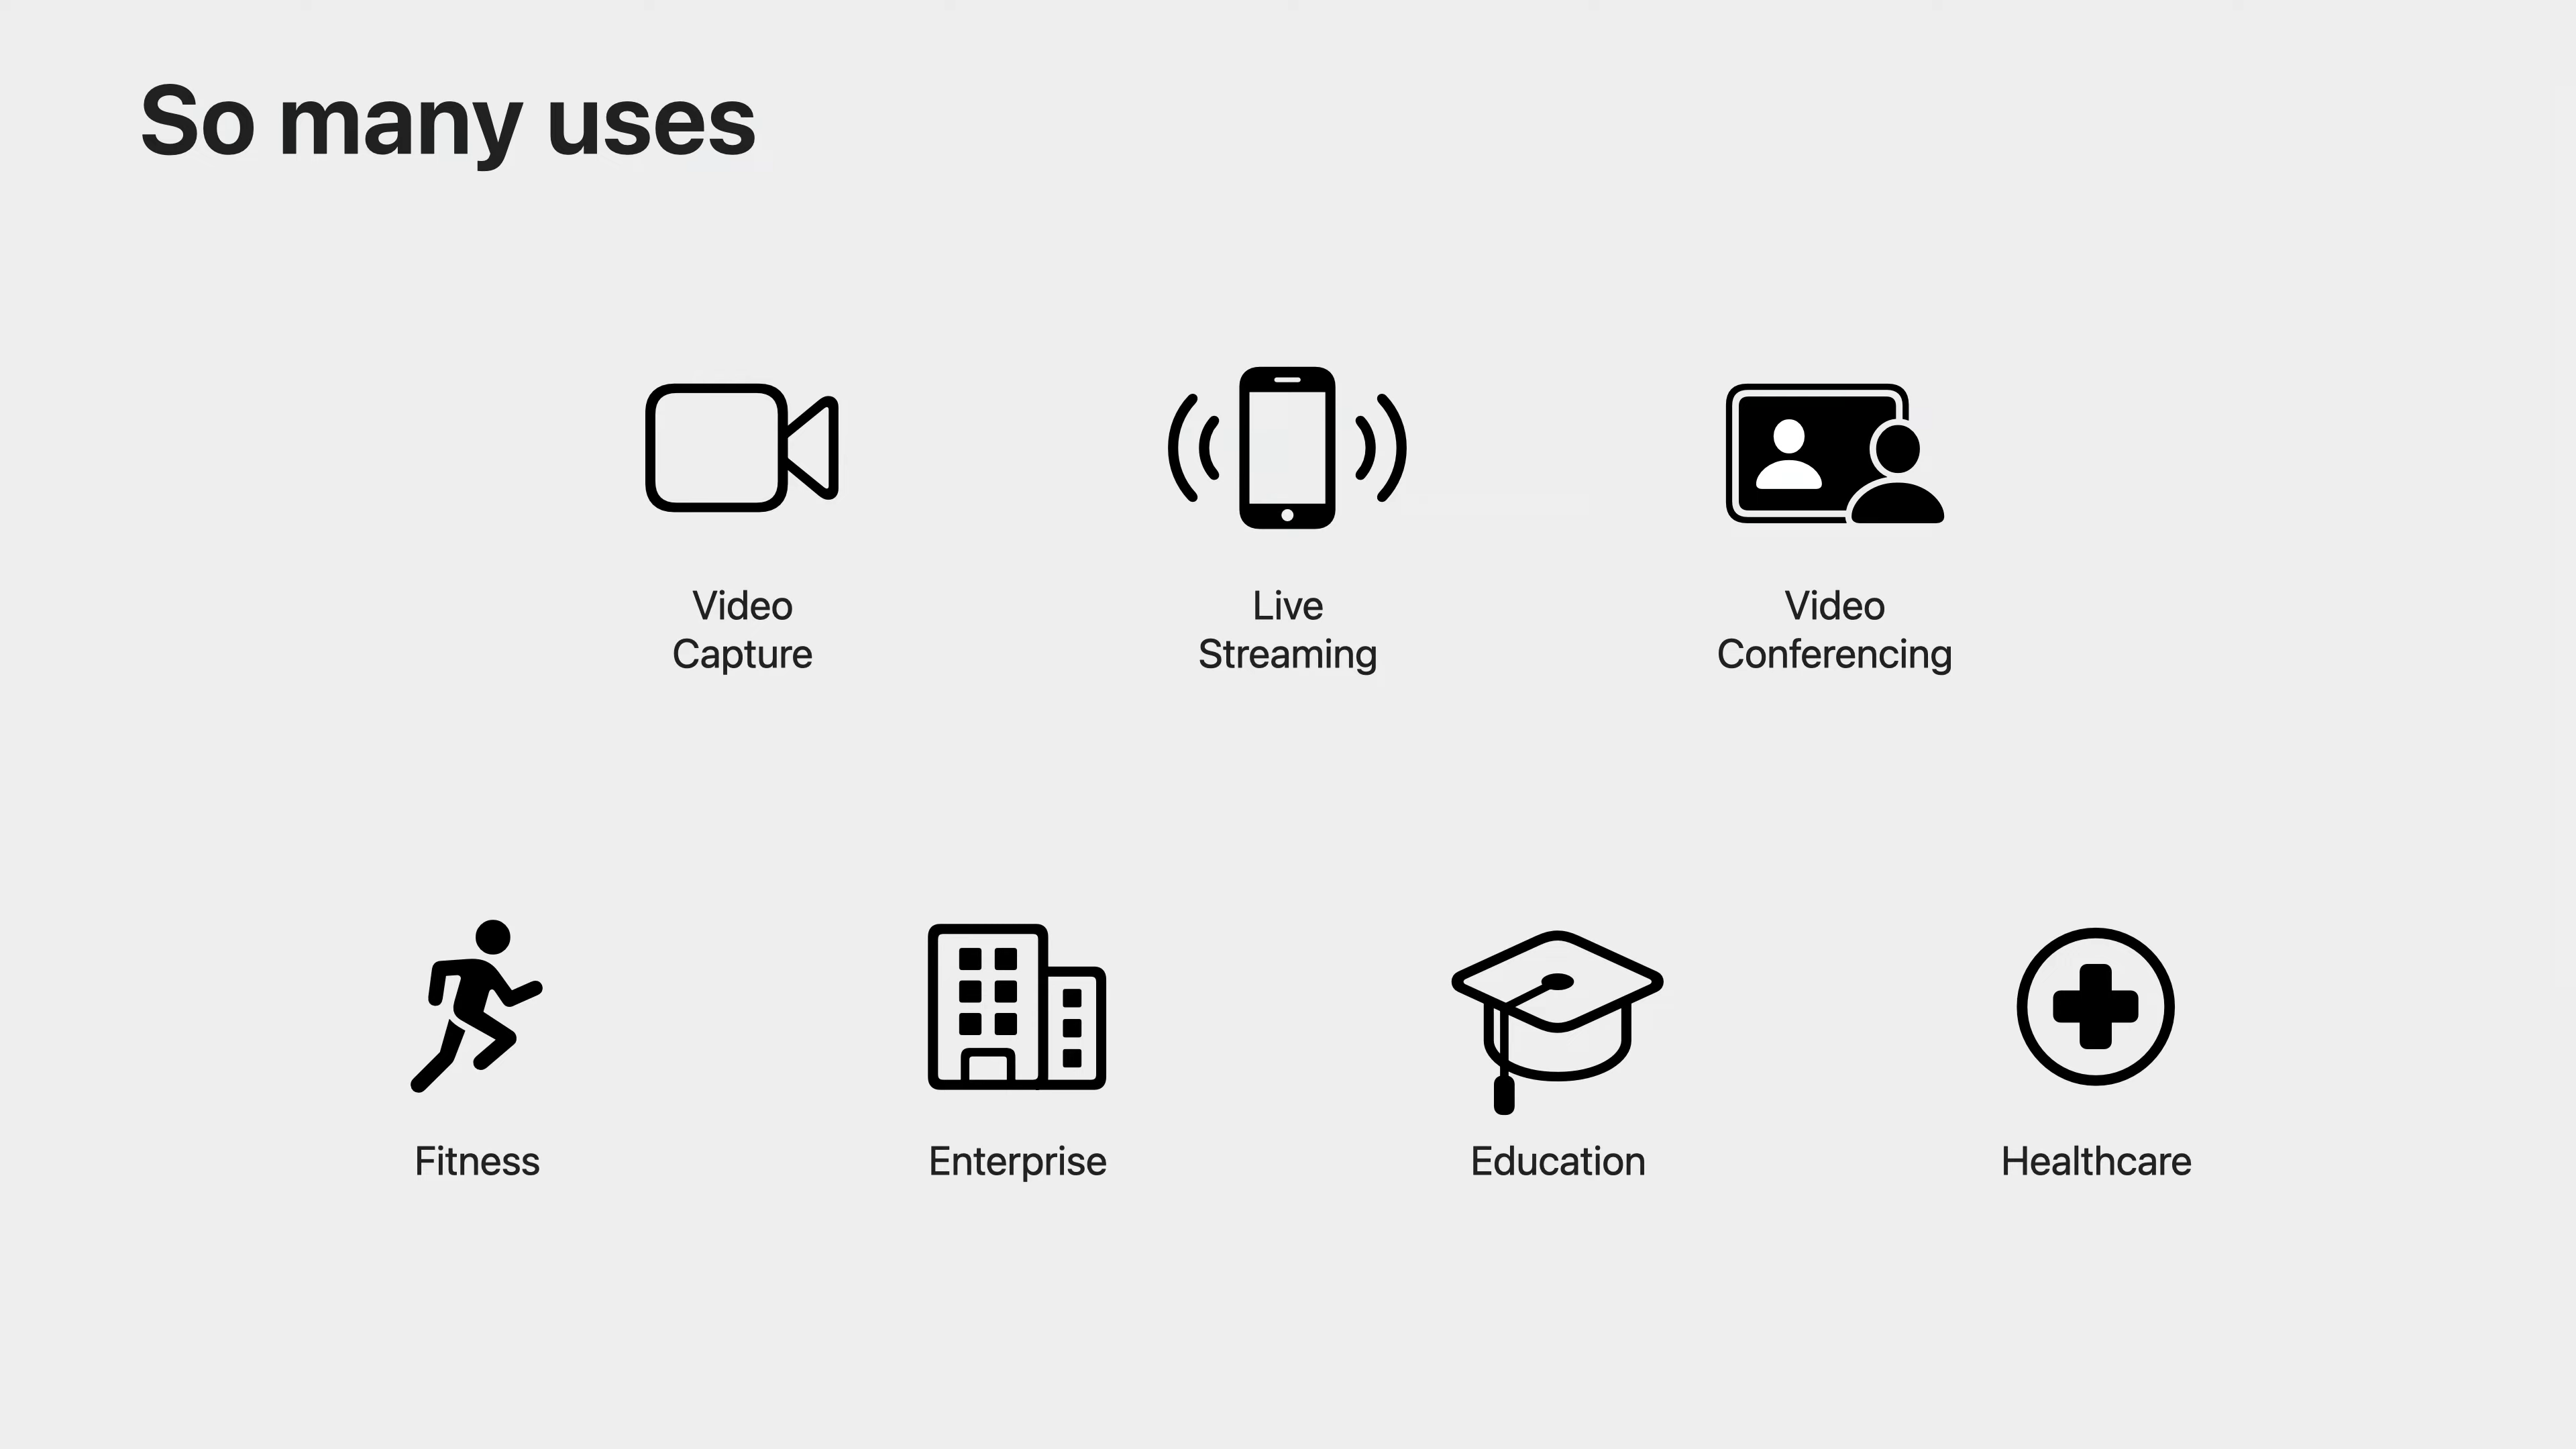 So many uses
Video
Capture
Live
Streaming
Video
Conferencing
Fitness
Enterprise
Education
Healthcare